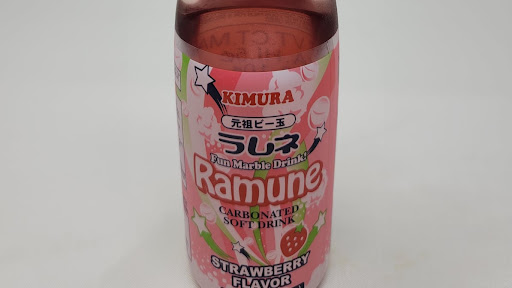 KIMURA
元祖ビー玉
ラムネ
Fun Marble Drink!
Ramune
CARBONATED
SOFT DRINK
STRAWBERRY
FLAVOR